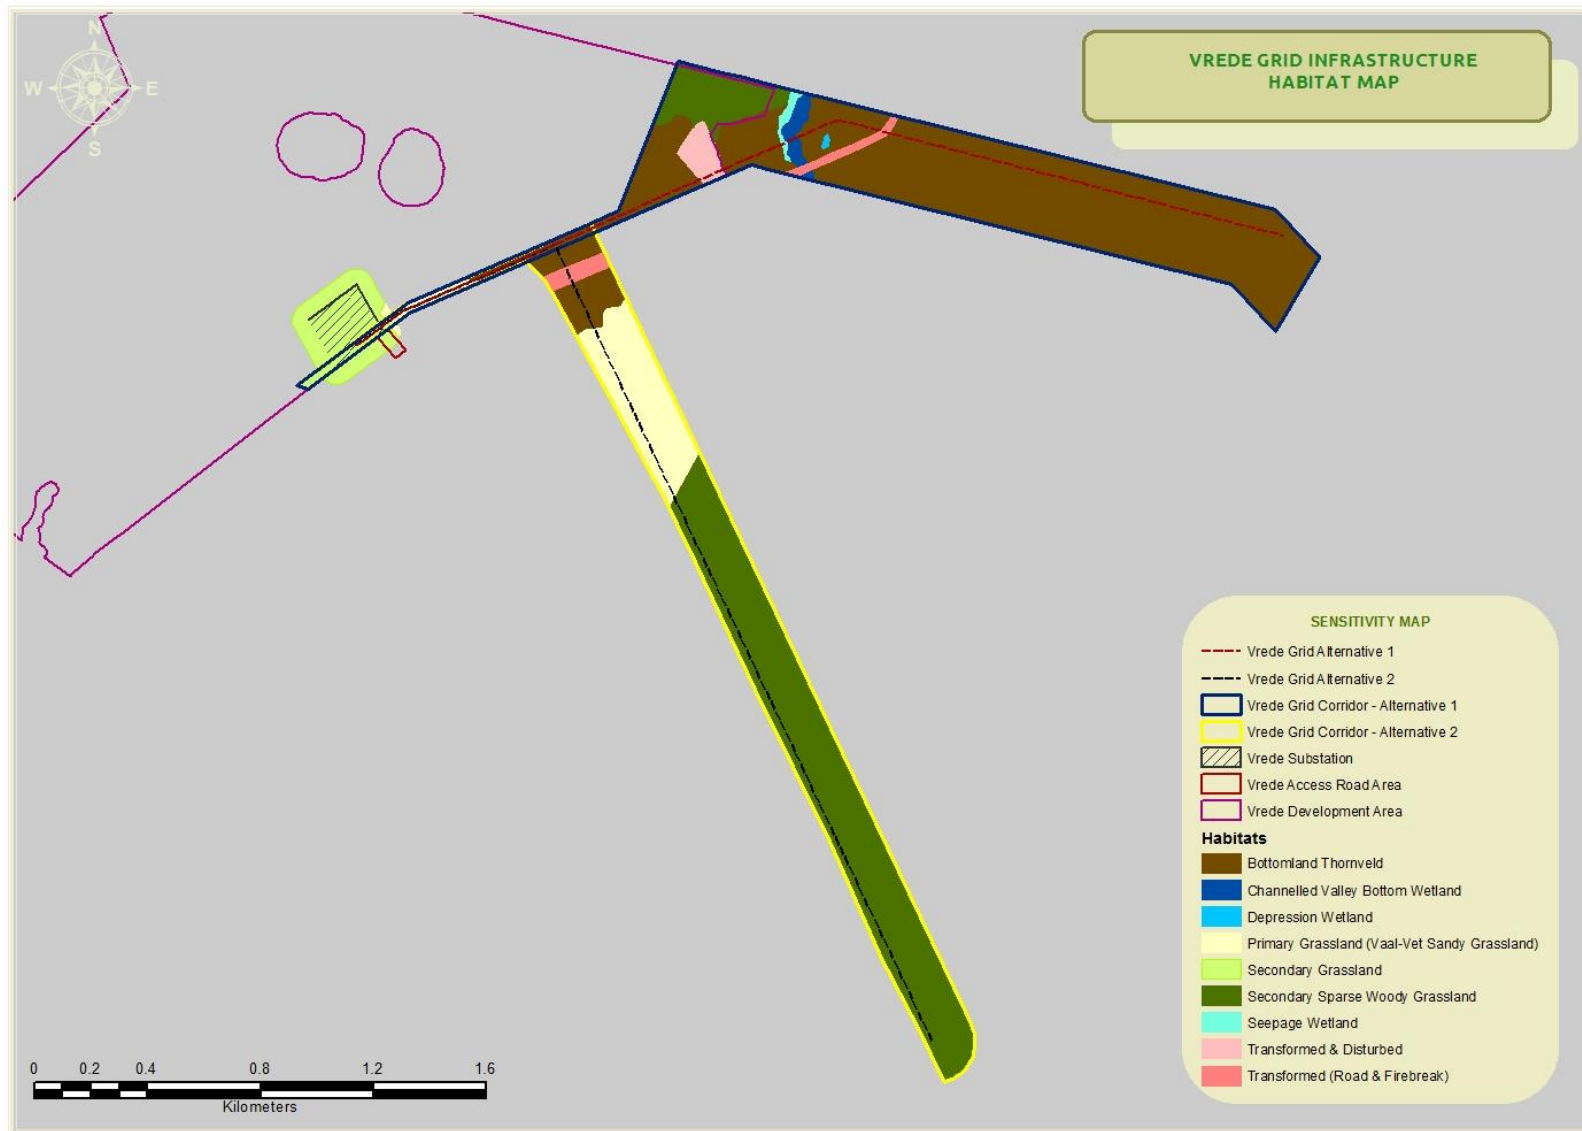 VREDE GRID INFRASTRUCTURE
HABITAT MAP
N
W E
S
SENSITIVITY MAP
Vrede Grid Alternative 1
Vrede Grid Alternative 2
Vrede Grid Corridor - Alternative 1
Vrede Grid Corridor - Alternative 2
Vrede Substation
Vrede Access Road Area
Vrede Development Area
Habitats
Bottomland Thornveld
Channelled Valley Bottom Wetland
Depression Wetland
Primary Grassland (Vaal-Vet Sandy Grassland)
Secondary Grassland
Secondary Sparse Woody Grassland
Seepage Wetland
Transformed & Disturbed
Transformed (Road & Firebreak)
0 0.2 0.4 0.8 1.2 1.6
Kilometers